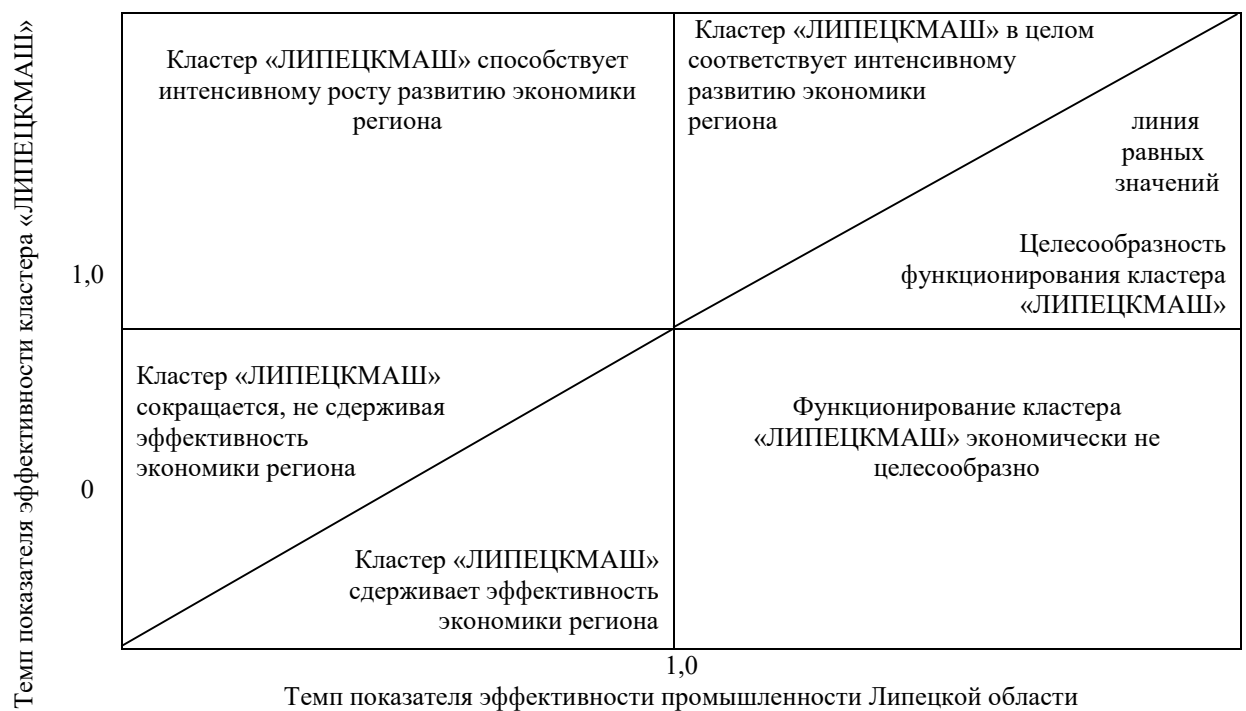 Темп показателя эффективности кластера «ЛИПЕЦКМАШ»
Кластер «ЛИПЕЦКМАШ» способствует
интенсивному росту развитию экономики
региона
Кластер «ЛИПЕЦКМАШ» в целом
соответствует интенсивному
развитию экономики
региона
линия
равных
значений
Целесообразность
функционирования кластера
«ЛИПЕЦКМАШ»
1,0
Кластер «ЛИПЕЦКМАШ»
сокращается, не сдерживая
эффективность
экономики региона
0
Кластер «ЛИПЕЦКМАШ»
сдерживает эффективность
экономики региона
Функционирование кластера
«ЛИПЕЦКМАШ» экономически не
целесообразно
1,0
Темп показателя эффективности промышленности Липецкой области